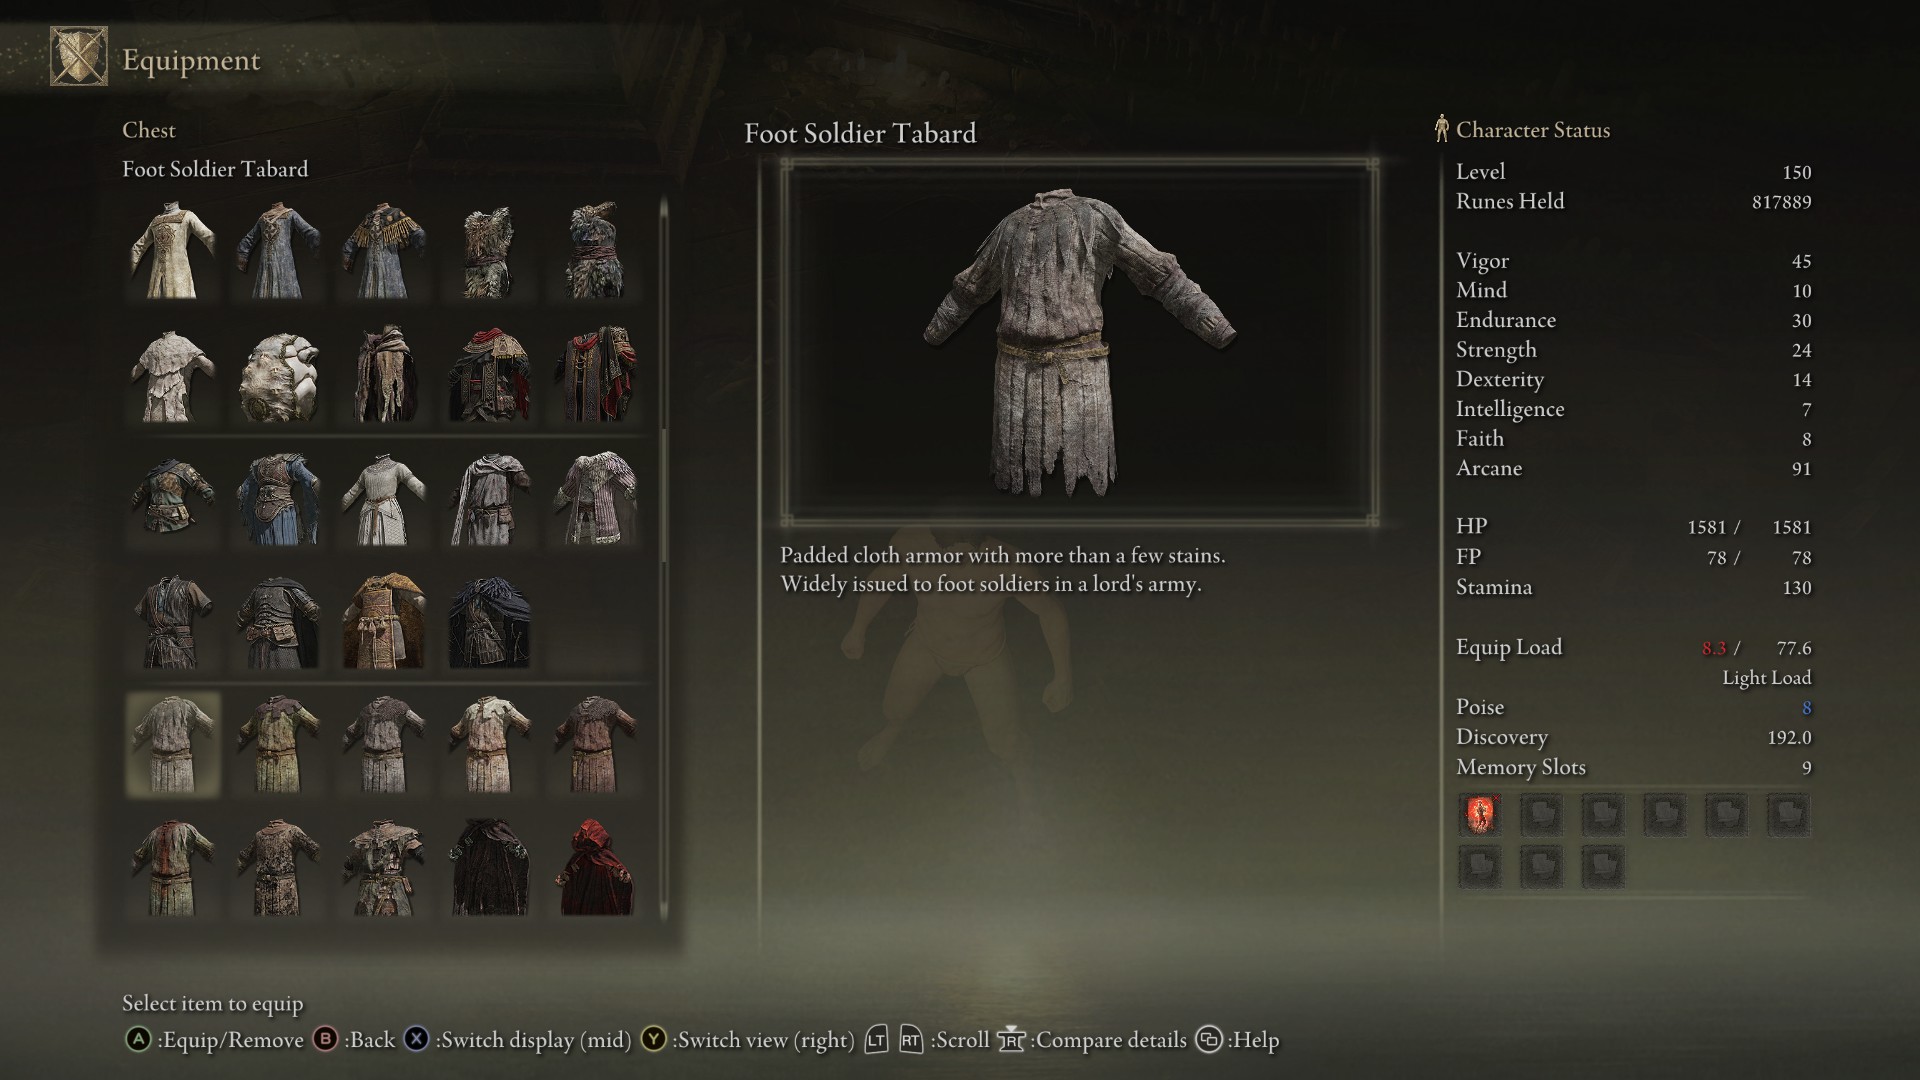 Equipment
Chest
Foot Soldier Tabard
Foot Soldier Tabard
Padded cloth armor with more than a few stains.
Widely issued to foot soldiers in a lord's army.
Character Status
Level 150
Runes Held 817889
Vigor 45
Mind 10
Endurance 30
Strength 24
Dexterity 14
Intelligence 7
Faith 8
Arcane 91
HP 1581 / 1581
FP 78 / 78
Stamina 130
Equip Load 8.3 / 77.6
Light Load
Poise 8
Discovery 192.0
Memory Slots 9
Select item to equip
A :Equip/Remove B :Back X :Switch display (mid) Y :Switch view (right) LT RT :Scroll R :Compare details :Help